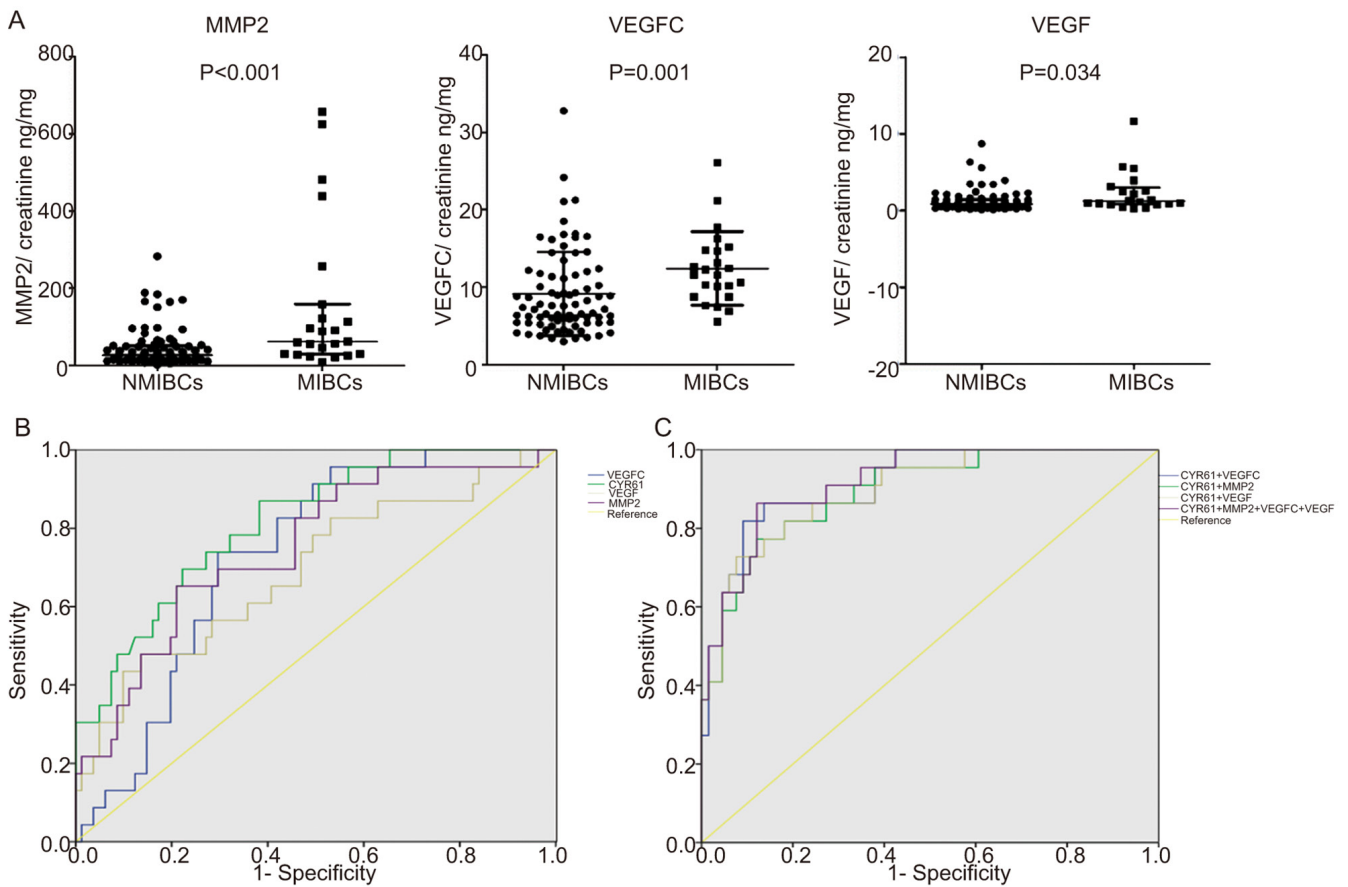 A
MMP2
VEGFC
VEGF
P<0.001
P=0.001
P=0.034
MMP2/ creatinine ng/mg
800
600
400
200
0
NMIBCs
MIBCs
VEGFC/ creatinine ng/mg
40
30
20
10
0
NMIBCs
MIBCs
VEGF/ creatinine ng/mg
20
10
0
-10
-20
NMIBCs
MIBCs
B
Sensitivity
1.0
0.8
0.6
0.4
0.2
0.0
0.0 0.2 0.4 0.6 0.8 1.0
1- Specificity
VEGFC
CYR61
VEGF
MMP2
Reference
C
Sensitivity
1.0
0.8
0.6
0.4
0.2
0.0
0.0 0.2 0.4 0.6 0.8 1.0
1- Specificity
CYR61+VEGFC
CYR61+MMP2
CYR61+VEGF
CYR61+MMP2+VEGFC+VEGF
Reference